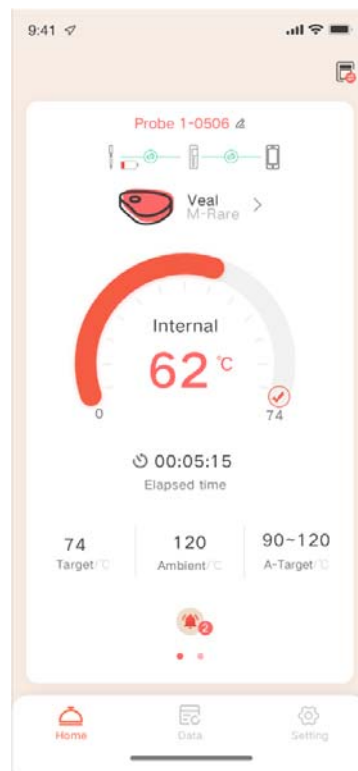 9:41
Probe 1-0506
Veal
M-Rare
Internal
62 °C
0
74
00:05:15
Elapsed time
74
Target/°C
120
Ambient/°C
90~120
A-Target/°C
2
Home
Data
Setting